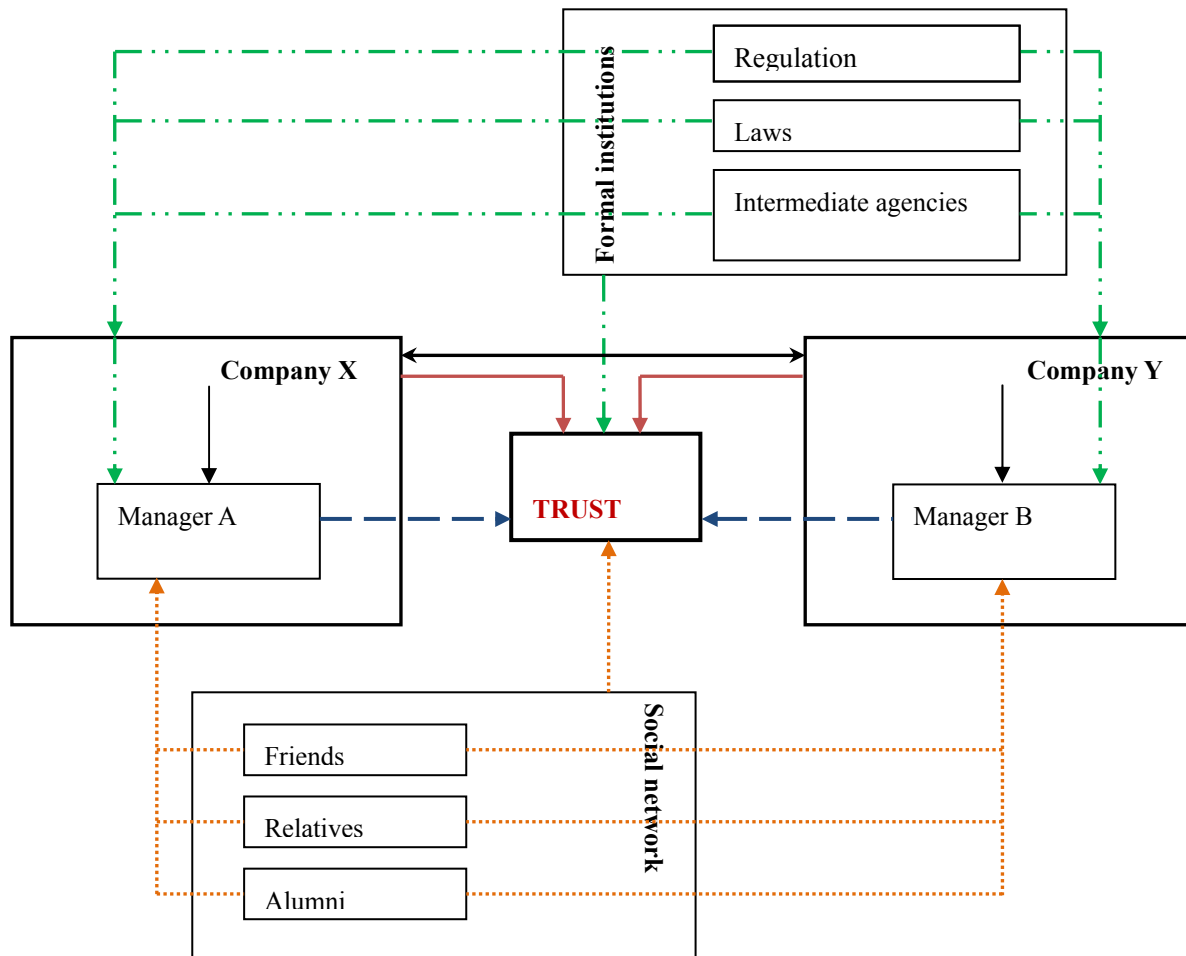 Formal institutions
Regulation
Laws
Intermediate agencies
Company X
Company Y
Manager A
TRUST
Manager B
Social network
Friends
Relatives
Alumni